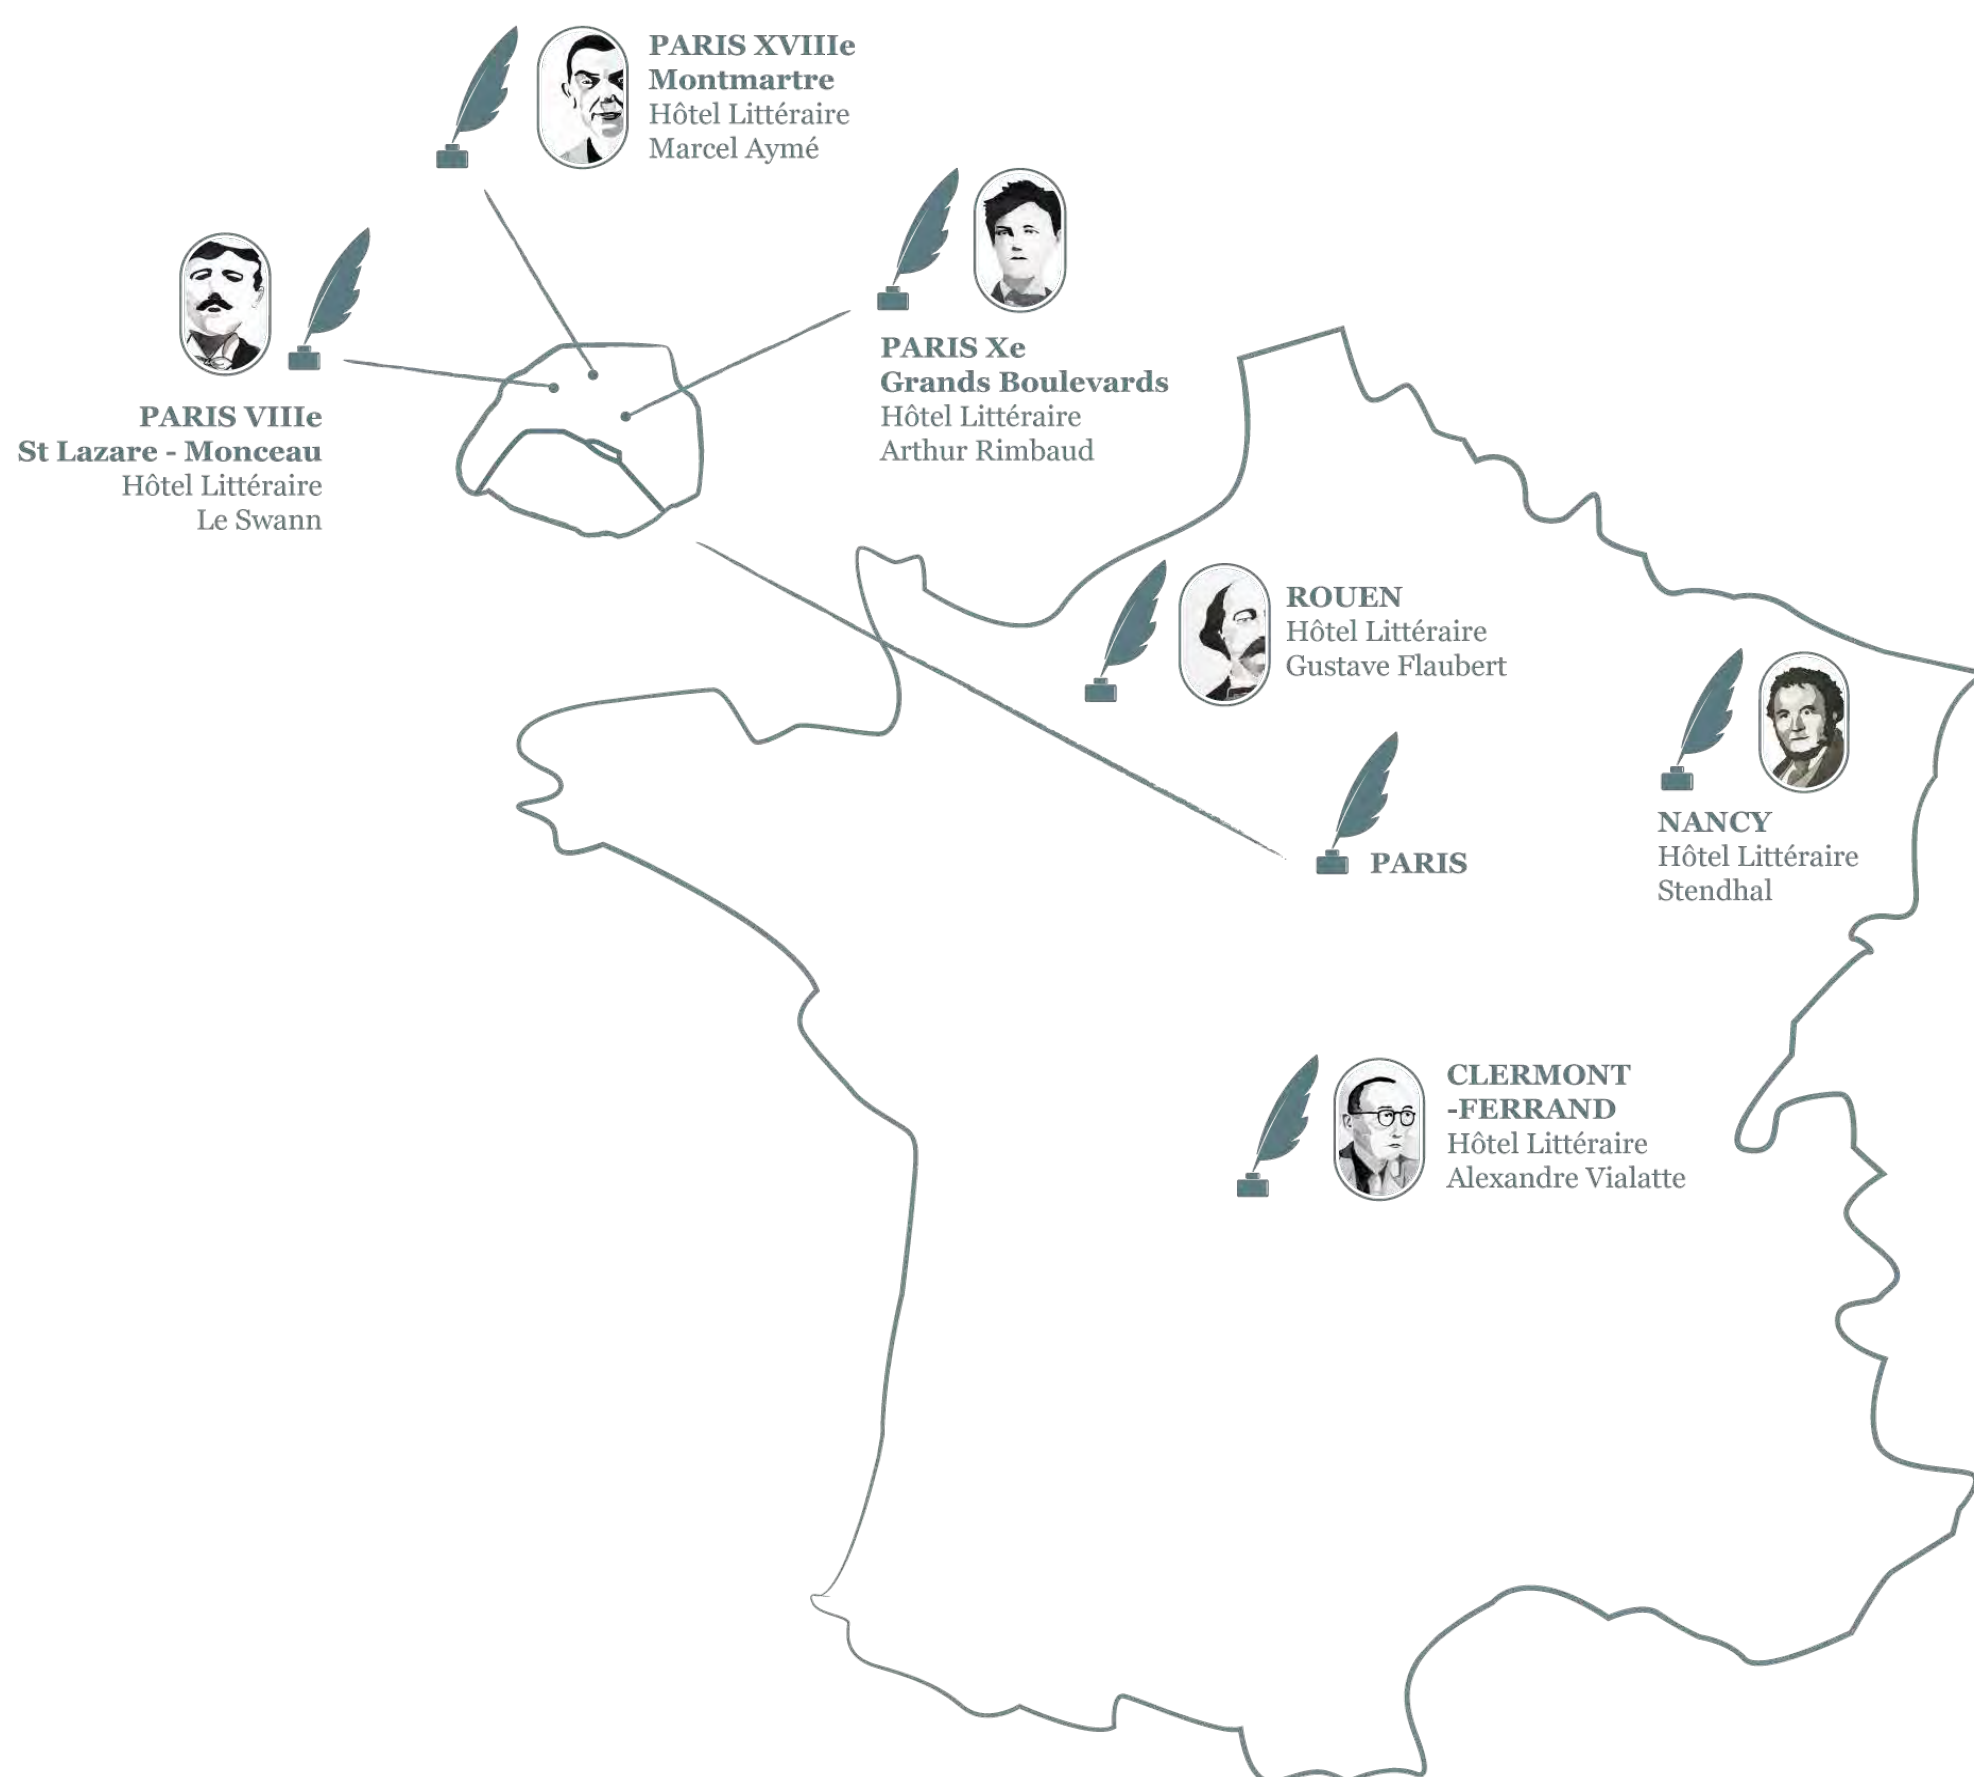 PARIS XVIIIe
Montmartre
Hôtel Littéraire
Marcel Aymé
PARIS Xe
Grands Boulevards
Hôtel Littéraire
Arthur Rimbaud
PARIS VIIIe
St Lazare - Monceau
Hôtel Littéraire
Le Swann
ROUEN
Hôtel Littéraire
Gustave Flaubert
NANCY
Hôtel Littéraire
Stendhal
PARIS
CLERMONT
-FERRAND
Hôtel Littéraire
Alexandre Vialatte